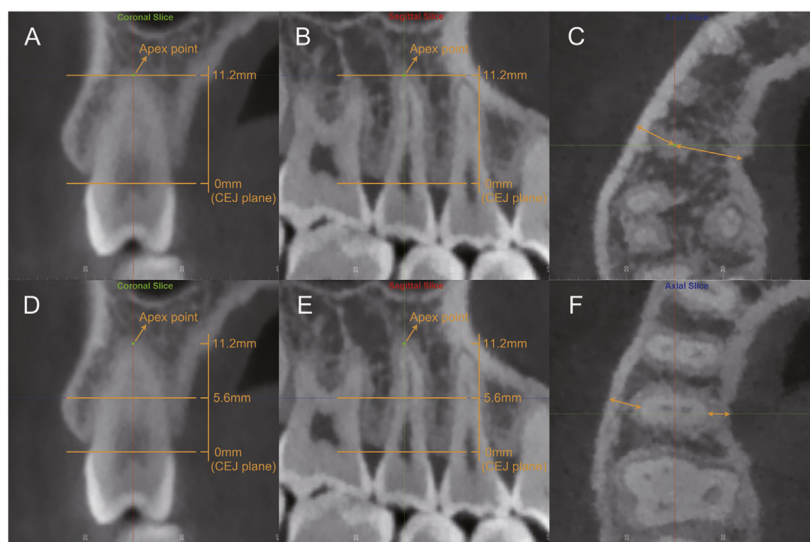 A
Coronal Slice
Apex point
11.2mm
0mm
(CEJ plane)
B
Sagittal Slice
Apex point
11.2mm
0mm
(CEJ plane)
C
D
Coronal Slice
Apex point
11.2mm
5.6mm
0mm
(CEJ plane)
E
Sagittal Slice
Apex point
11.2mm
5.6mm
0mm
(CEJ plane)
F
Axial Slice